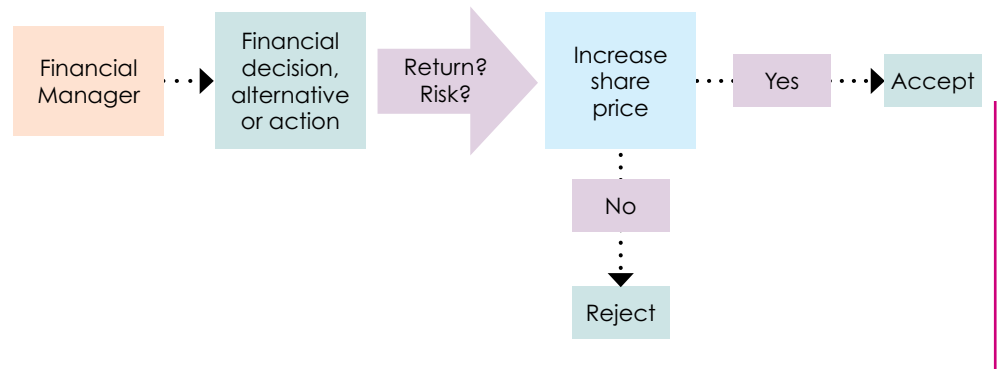 Financial
Manager
Financial
decision,
alternative
or action
Return?
Risk?
Increase
share
price
Yes
Accept
No
Reject